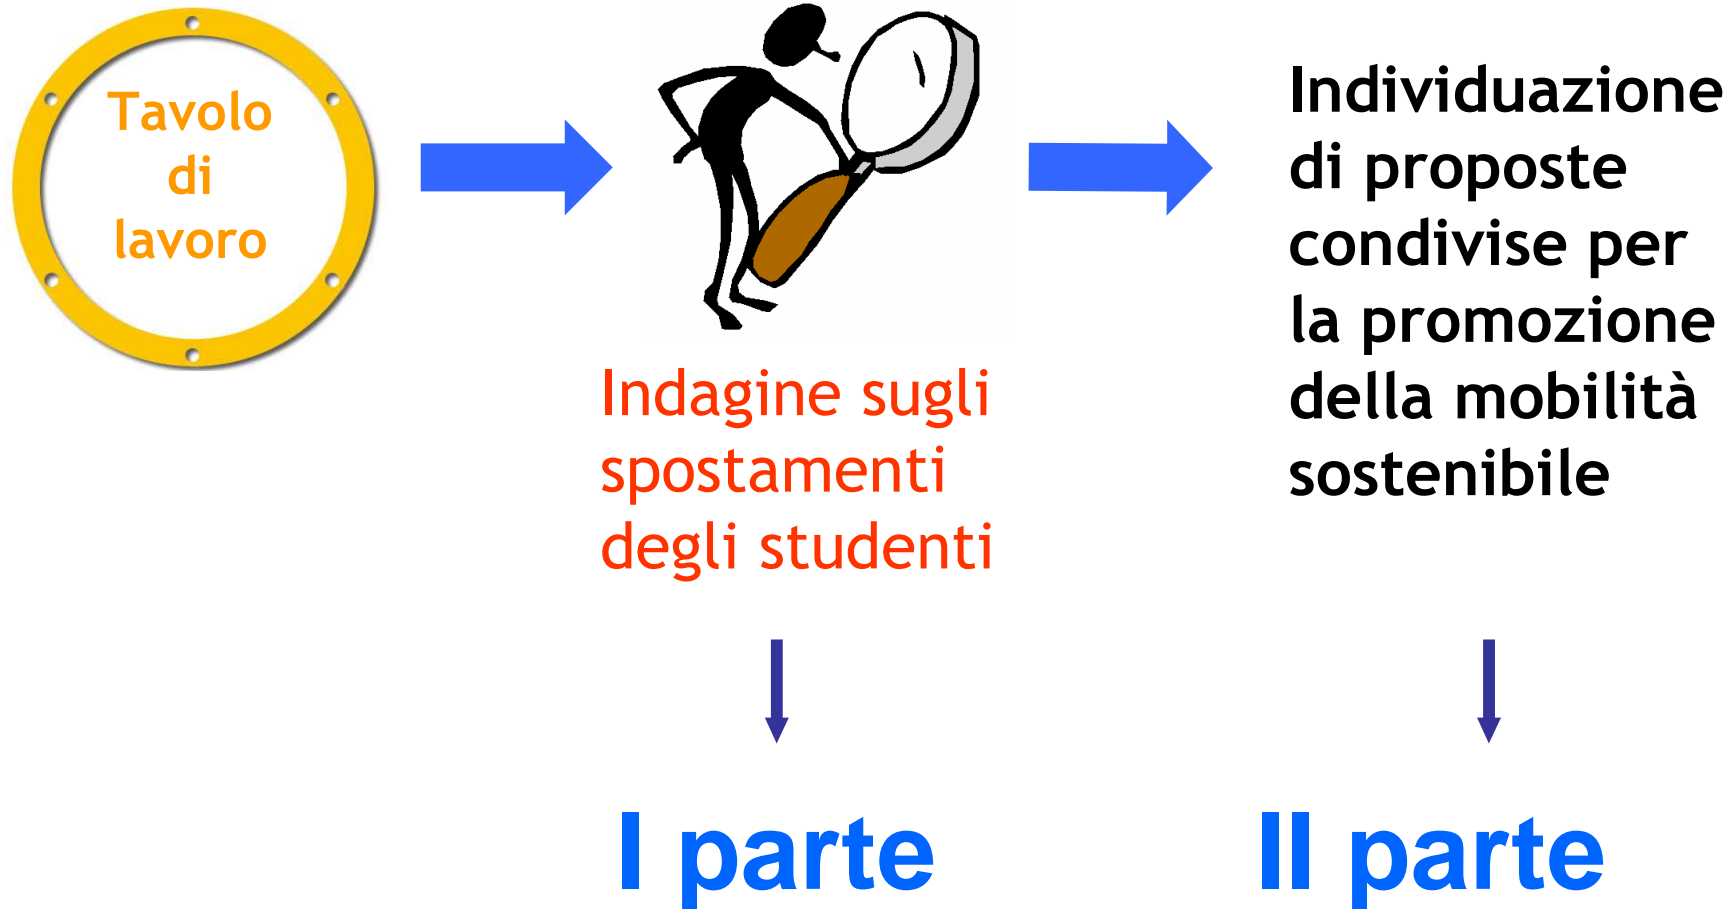 Tavolo
di
lavoro
Indagine sugli
spostamenti
degli studenti
Individuazione
di proposte
condivise per
la promozione
della mobilità
sostenibile
I parte
II parte